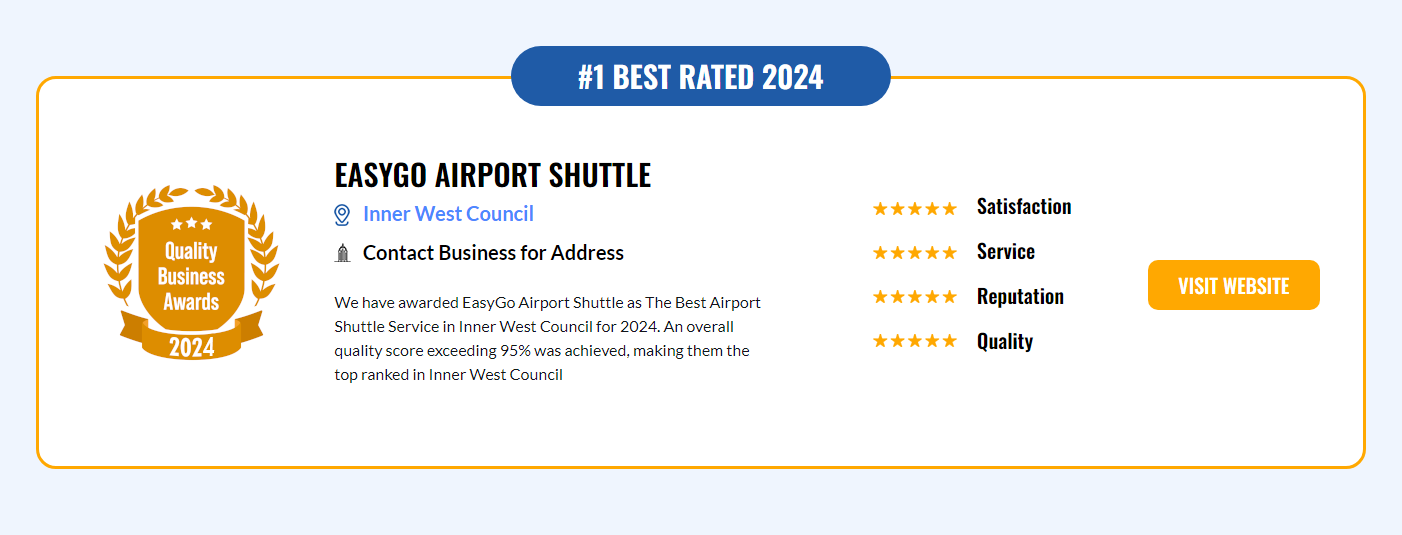 #1 BEST RATED 2024
Quality
Business
Awards
2024
EASYGO AIRPORT SHUTTLE
Inner West Council
Contact Business for Address
We have awarded EasyGo Airport Shuttle as The Best Airport
Shuttle Service in Inner West Council for 2024. An overall
quality score exceeding 95% was achieved, making them the
top ranked in Inner West Council
Satisfaction
Service
Reputation
Quality
VISIT WEBSITE